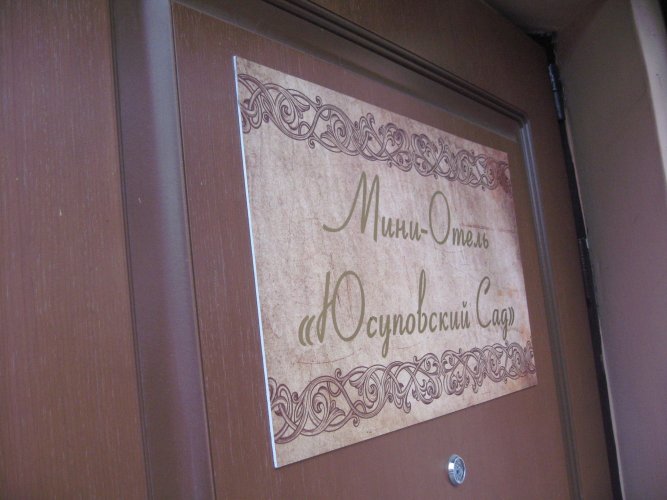 Мини-Отель
«Юсуповский Сад»